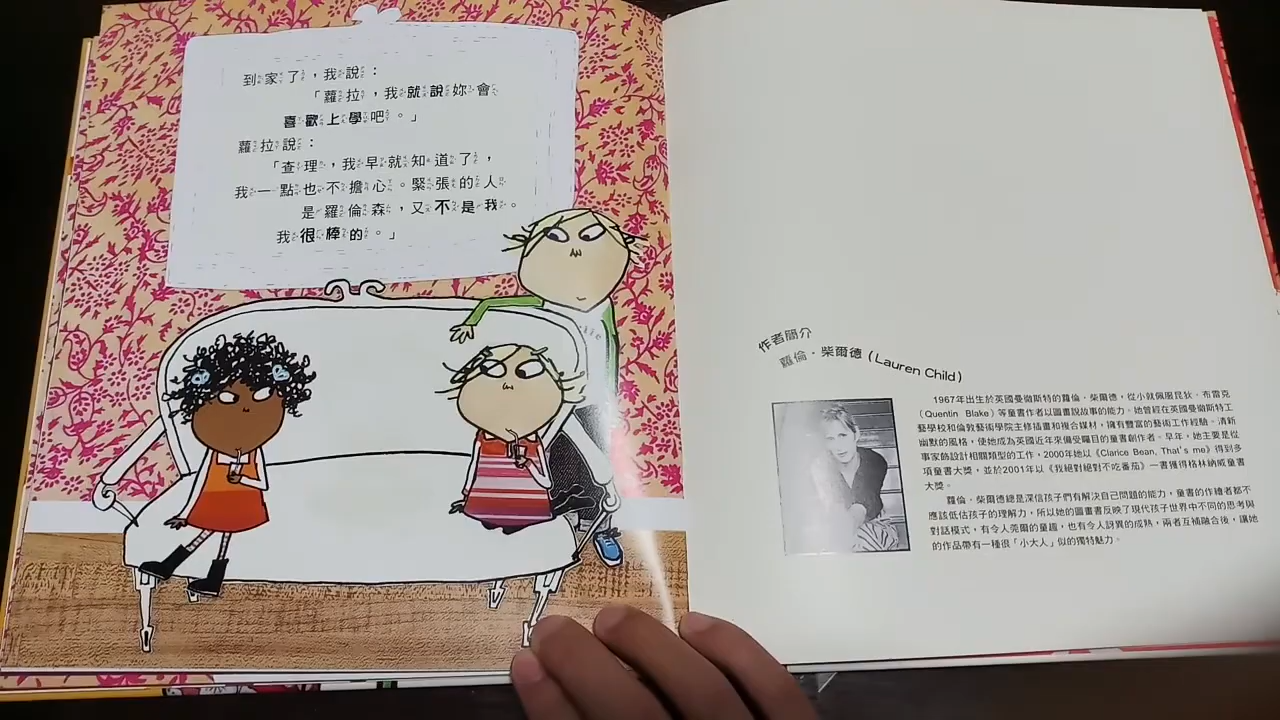 到家了，我說：
「蘿拉，我就說妳會
喜歡上學吧。」
蘿拉說：
「查理，我早就知道了，
我一點也不擔心。緊張的人
是羅倫森，又不是我。
我很棒的。」
作者簡介
蘿倫．柴爾德（Lauren Child）
1967年出生於英國曼徹斯特的蘿倫．柴爾德，從小就佩服昆狄．布雷克
（Quentin Blake）等童書作者以圖畫說故事的能力。她曾經在英國曼徹斯特工
藝學校和倫敦藝術學院主修插畫和複合媒材，擁有豐富的藝術工作經驗。清新
幽默的風格，使她成為英國近年來備受矚目的童書創作者。早年，她主要是從
事家飾設計相關類型的工作，2000年她以《Clarice Bean, That's me》得到多
項童書大獎，並於2001年以《我絕對絕對不吃番茄》一書獲得格林納威童書
大獎。
蘿倫．柴爾德總是深信孩子們有解決自己問題的能力，童書的作繪者都不
應該低估孩子的理解力，所以她的圖畫書反映了現代孩子世界中不同的思考與
對話模式，有令人莞爾的童趣，也有令人訝異的成熟，兩者互補融合後，讓她
的作品帶有一種很「小大人」似的獨特魅力。